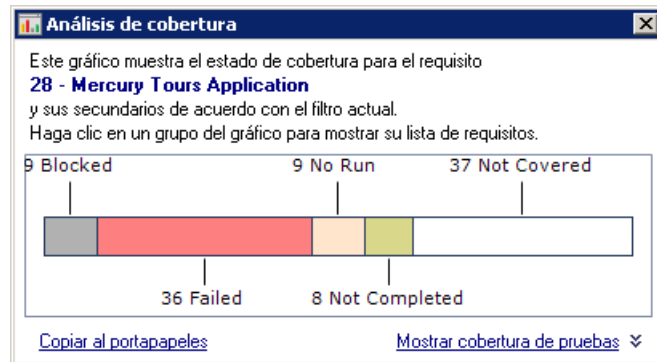 Análisis de cobertura
Este gráfico muestra el estado de cobertura para el requisito
28 - Mercury Tours Application
y sus secundarios de acuerdo con el filtro actual.
Haga clic en un grupo del gráfico para mostrar su lista de requisitos.
9 Blocked 9 No Run 37 Not Covered
36 Failed 8 Not Completed
Copiar al portapapeles Mostrar cobertura de pruebas